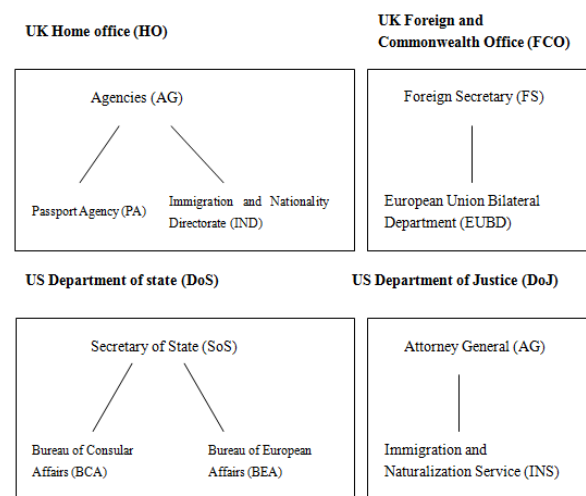 UK Home office (HO)
UK Foreign and
Commonwealth Office (FCO)
Agencies (AG)
Passport Agency (PA)
Immigration and Nationality
Directorate (IND)
Foreign Secretary (FS)
European Union Bilateral
Department (EUBD)
US Department of state (DoS)
US Department of Justice (DoJ)
Secretary of State (SoS)
Bureau of Consular
Affairs (BCA)
Bureau of European
Affairs (BEA)
Attorney General (AG)
Immigration and
Naturalization Service (INS)